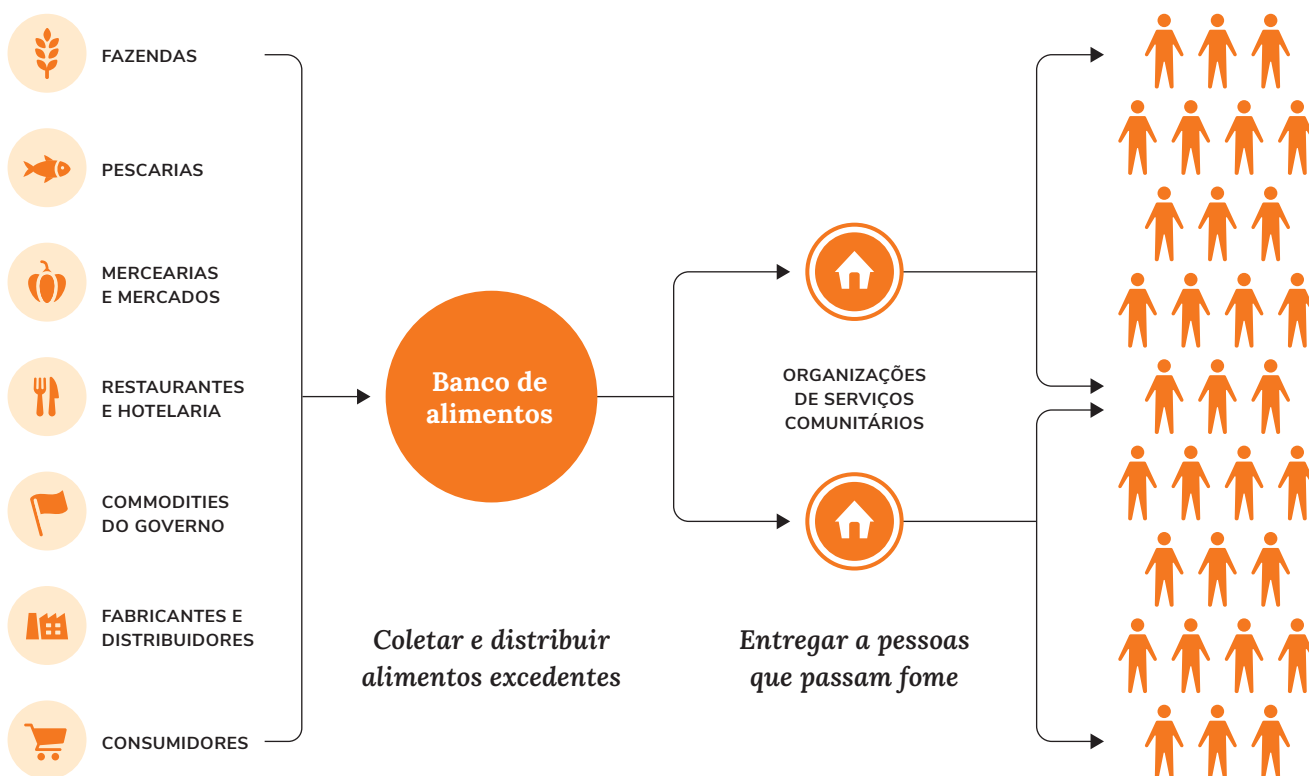 FAZENDAS
PESCARIAS
MERCEARIAS
E MERCADOS
RESTAURANTES
E HOTELARIA
COMMODITIES
DO GOVERNO
FABRICANTES E
DISTRIBUIDORES
CONSUMIDORES
Banco de
alimentos
Coletar e distribuir
alimentos excedentes
ORGANIZAÇÕES
DE SERVIÇOS
COMUNITÁRIOS
Entregar a pessoas
que passam fome